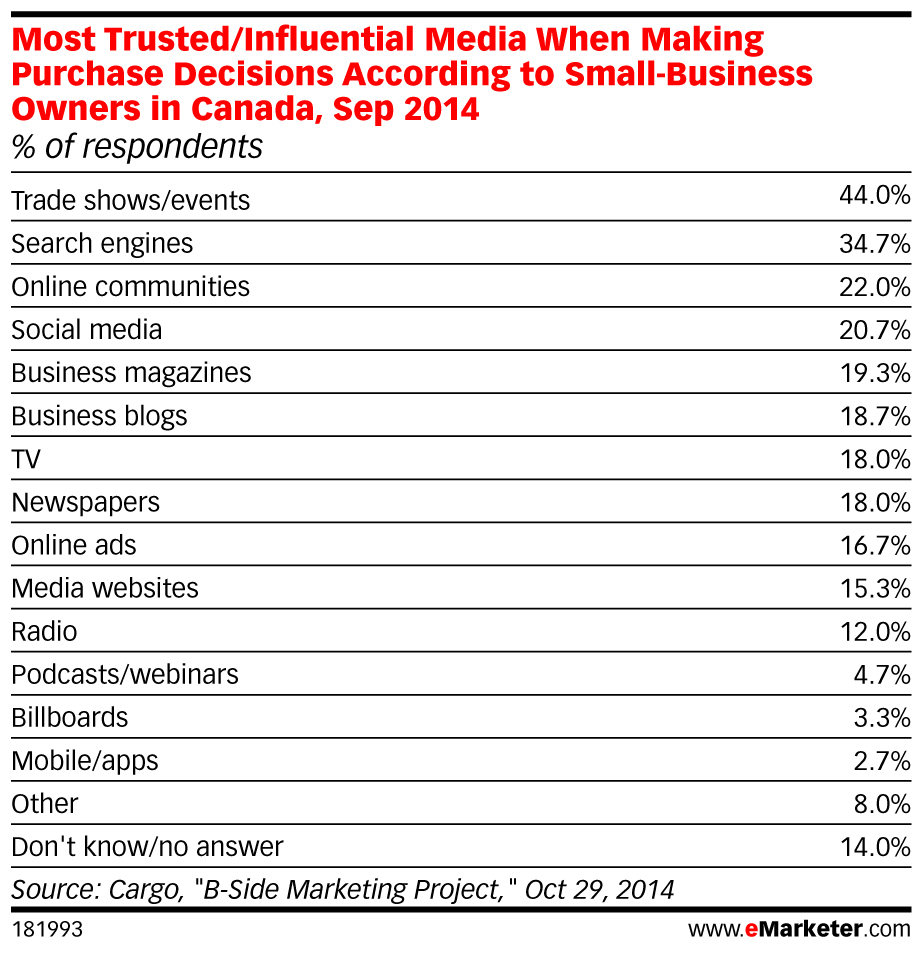 Most Trusted/Influential Media When Making
Purchase Decisions According to Small-Business
Owners in Canada, Sep 2014
% of respondents
Trade shows/events 44.0%
Search engines 34.7%
Online communities 22.0%
Social media 20.7%
Business magazines 19.3%
Business blogs 18.7%
TV 18.0%
Newspapers 18.0%
Online ads 16.7%
Media websites 15.3%
Radio 12.0%
Podcasts/webinars 4.7%
Billboards 3.3%
Mobile/apps 2.7%
Other 8.0%
Don't know/no answer 14.0%
Source: Cargo, "B-Side Marketing Project," Oct 29, 2014
181993 www.eMarketer.com